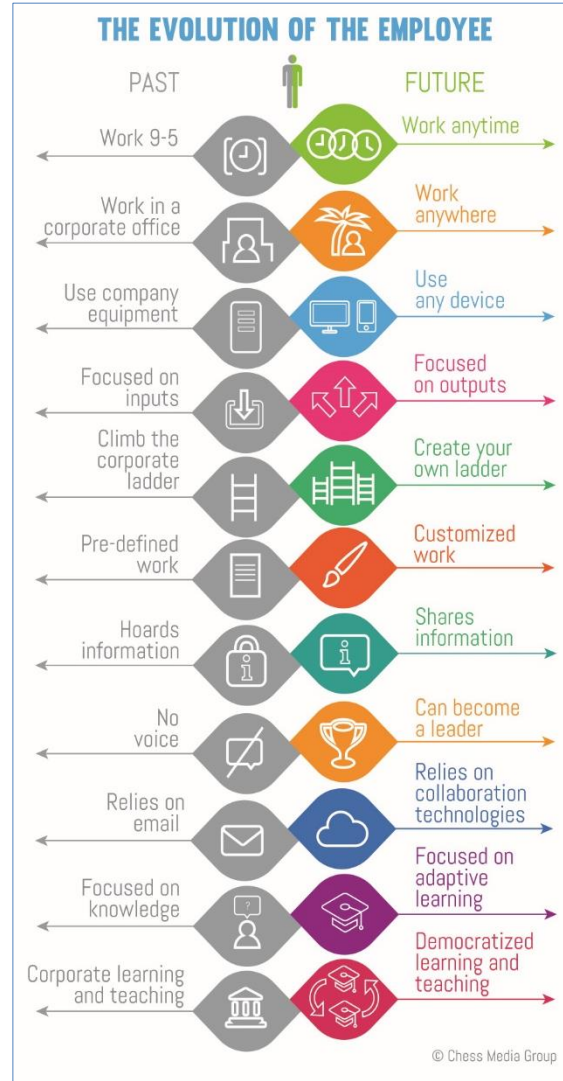 THE EVOLUTION OF THE EMPLOYEE
PAST
FUTURE
Work 9-5
Work anytime
Work in a
corporate office
Work
anywhere
Use company
equipment
Use
any device
Focused on
inputs
Focused
on outputs
Climb the
corporate
ladder
Create your
own ladder
Pre-defined
work
Customized
work
Hoards
information
i
i
Shares
information
No
voice
Can become
a leader
Relies on
email
Relies on
collaboration
technologies
Focused on
knowledge
?
Focused on
adaptive
learning
Corporate learning
and teaching
Democratized
learning and
teaching
© Chess Media Group